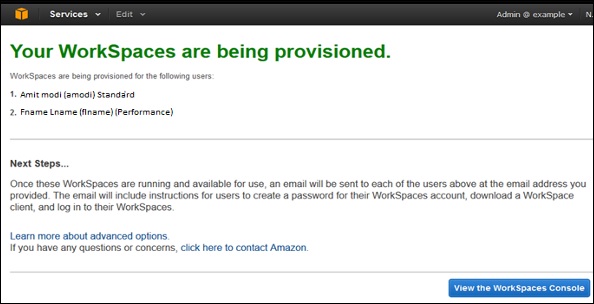 Services Edit Admin @ example N.
Your WorkSpaces are being provisioned.
WorkSpaces are being provisioned for the following users:
1. Amit modi (amodi) Standard
2. Fname Lname (flname) (Performance)
Next Steps...
Once these WorkSpaces are running and available for use, an email will be sent to each of the users above at the email address you
provided. The email will include instructions for users to create a password for their WorkSpaces account, download a WorkSpace
client, and log in to their WorkSpaces.
Learn more about advanced options.
If you have any questions or concerns, click here to contact Amazon.
View the WorkSpaces Console